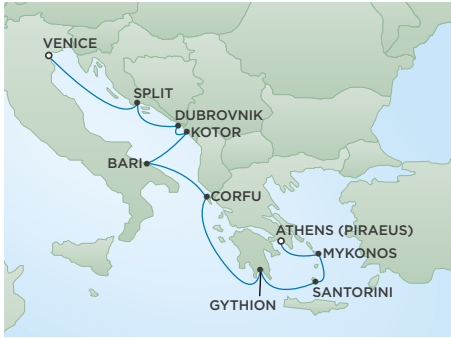 VENICE
SPLIT
DUBROVNIK
KOTOR
BARI
CORFU
ATHENS (PIRAEUS)
MYKONOS
SANTORINI
GYTHION